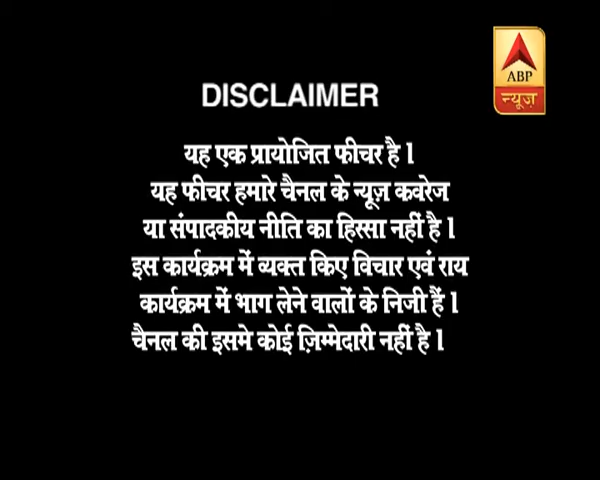 ABP
न्यूज़
DISCLAIMER
यह एक प्रायोजित फीचर है l
यह फीचर हमारे चैनल के न्यूज़ कवरेज
या संपादकीय नीति का हिस्सा नहीं है l
इस कार्यक्रम में व्यक्त किए विचार एवं राय
कार्यक्रम में भाग लेने वालों के निजी हैं l
चैनल की इसमे कोई ज़िम्मेदारी नहीं है l